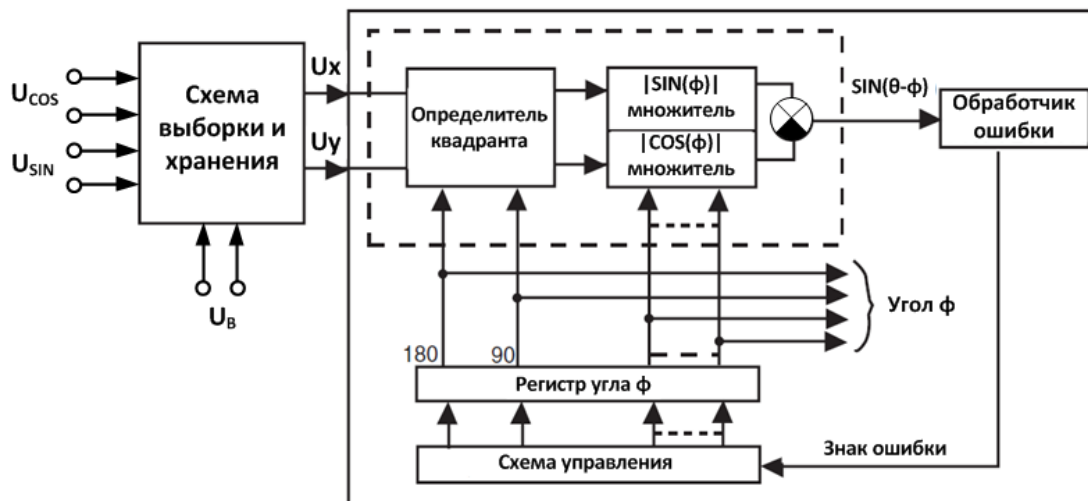 U_COS
U_SIN
Схема
выборки и
хранения
U_B
Ux
Uy
Определитель
квадранта
|SIN(ф)|
множитель
|COS(ф)|
множитель
SIN(θ-ф)
Обработчик
ошибки
Угол ф
180
90
Регистр угла ф
Схема управления
Знак ошибки